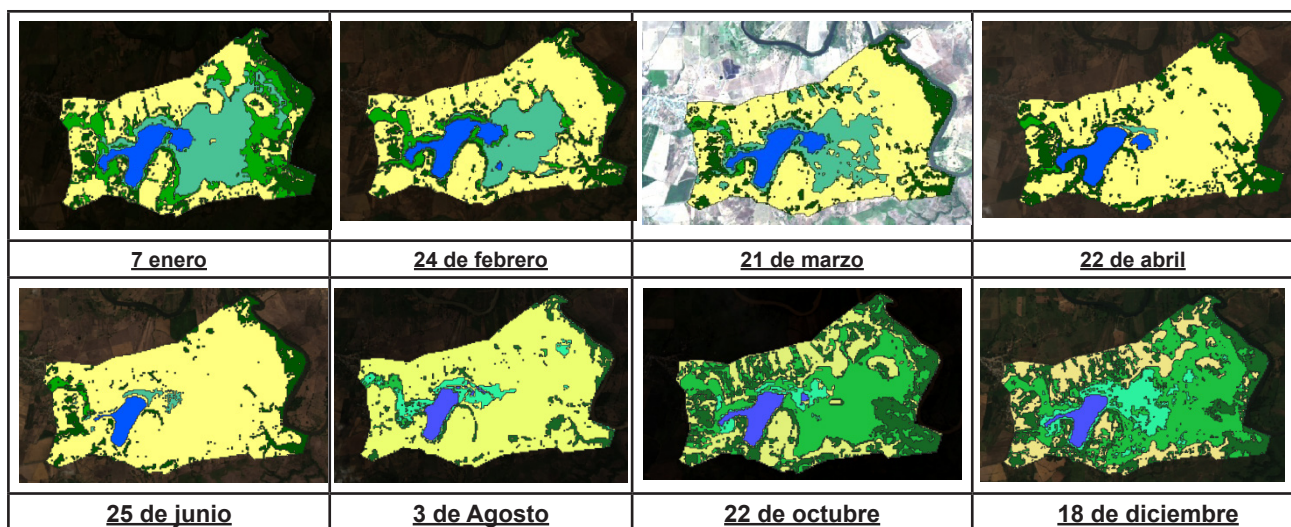 7 enero
24 de febrero
21 de marzo
22 de abril
25 de junio
3 de Agosto
22 de octubre
18 de diciembre